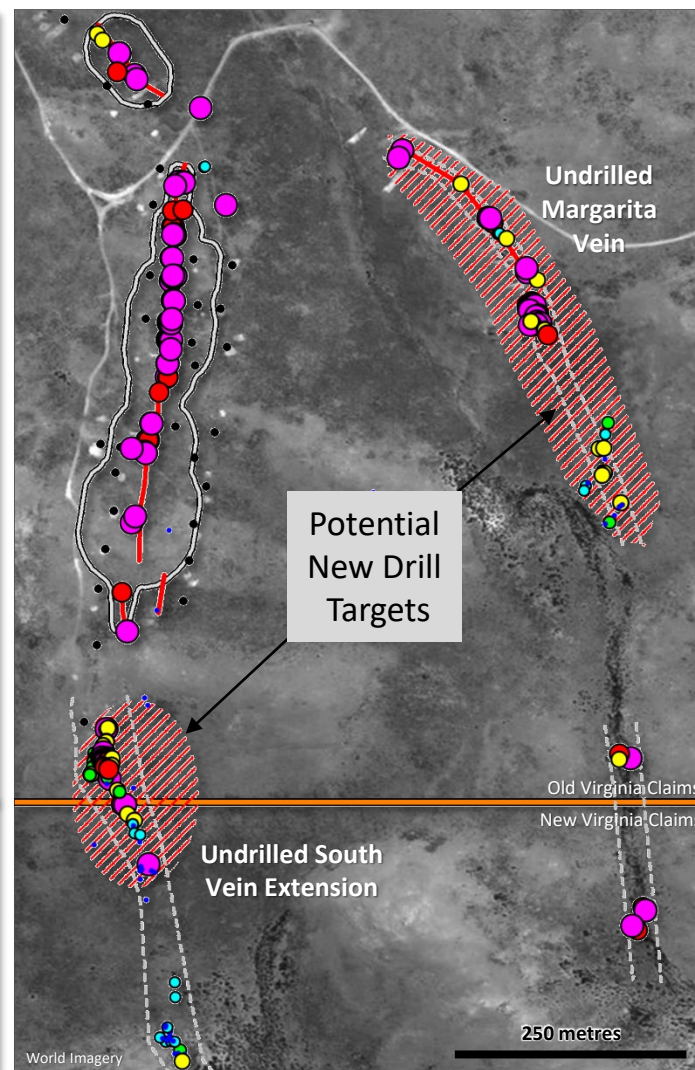 Undrilled
Margarita
Vein
Potential
New Drill
Targets
Old Virginia Claims
New Virginia Claims
Undrilled South
Vein Extension
250 metres
World Imagery